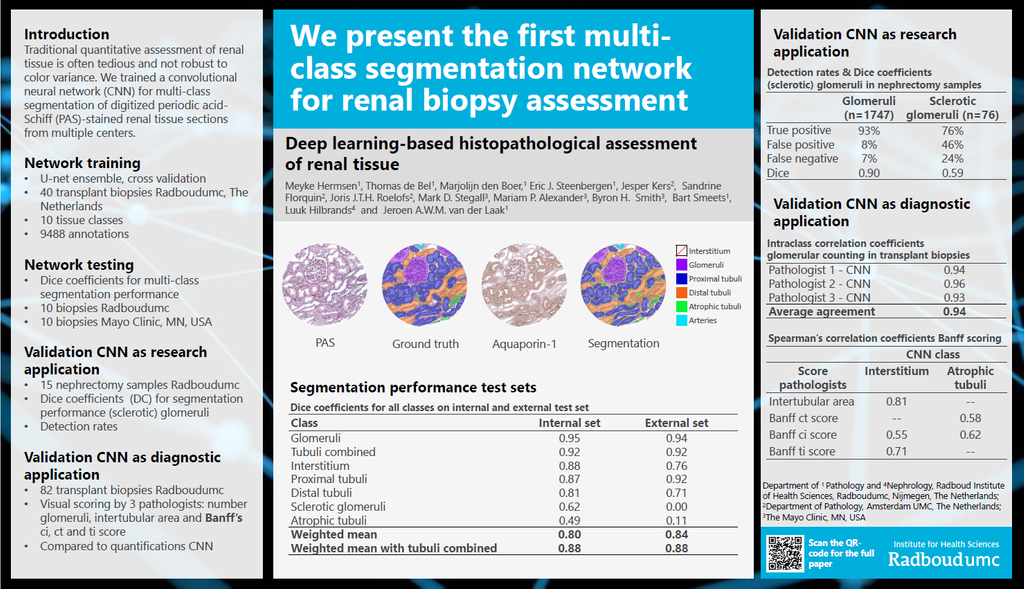 Introduction
Traditional quantitative assessment of renal
tissue is often tedious and not robust to
color variance. We trained a convolutional
neural network (CNN) for multi-class
segmentation of digitized periodic acid-
Schiff (PAS)-stained renal tissue sections
from multiple centers.
Network training
• U-net ensemble, cross validation
• 40 transplant biopsies Radboudumc, The
Netherlands
• 10 tissue classes
• 9488 annotations
Network testing
• Dice coefficients for multi-class
segmentation performance
• 10 biopsies Radboudumc
• 10 biopsies Mayo Clinic, MN, USA
Validation CNN as research
application
• 15 nephrectomy samples Radboudumc
• Dice coefficients (DC) for segmentation
performance (sclerotic) glomeruli
• Detection rates
Validation CNN as diagnostic
application
• 82 transplant biopsies Radboudumc
• Visual scoring by 3 pathologists: number
glomeruli, intertubular area and Banff's
ci, ct and ti score
• Compared to quantifications CNN
We present the first multi-
class segmentation network
for renal biopsy assessment
Deep learning-based histopathological assessment
of renal tissue
Meyke Hermsen¹, Thomas de Bel¹, Marjolijn den Boer,¹ Eric J. Steenbergen¹, Jesper Kers², Sandrine
Florquin², Joris J.T.H. Roelofs², Mark D. Stegall³, Mariam P. Alexander³, Byron H. Smith³, Bart Smeets¹,
Luuk Hilbrands⁴ and Jeroen A.W.M. van der Laak¹
Interstitium
Glomeruli
Proximal tubuli
Distal tubuli
Atrophic tubuli
Arteries
PAS Ground truth Aquaporin-1 Segmentation
Segmentation performance test sets
Dice coefficients for all classes on internal and external test set
Class Internal set External set
Glomeruli 0.95 0.94
Tubuli combined 0.92 0.92
Interstitium 0.88 0.76
Proximal tubuli 0.87 0.92
Distal tubuli 0.81 0.71
Sclerotic glomeruli 0.62 0.00
Atrophic tubuli 0.49 0.11
Weighted mean 0.80 0.84
Weighted mean with tubuli combined 0.88 0.88
Validation CNN as research
application
Detection rates & Dice coefficients
(sclerotic) glomeruli in nephrectomy samples
Glomeruli Sclerotic
(n=1747) glomeruli (n=76)
True positive 93% 76%
False positive 8% 46%
False negative 7% 24%
Dice 0.90 0.59
Validation CNN as diagnostic
application
Intraclass correlation coefficients
glomerular counting in transplant biopsies
Pathologist 1 - CNN 0.94
Pathologist 2 - CNN 0.96
Pathologist 3 - CNN 0.93
Average agreement 0.94
Spearman's correlation coefficients Banff scoring
CNN class
Score Interstitium Atrophic
pathologists tubuli
Intertubular area 0.81 --
Banff ct score -- 0.58
Banff ci score 0.55 0.62
Banff ti score 0.71 --
Department of ¹ Pathology and ⁴Nephrology, Radboud Institute
of Health Sciences, Radboudumc, Nijmegen, The Netherlands;
²Department of Pathology, Amsterdam UMC, The Netherlands;
³The Mayo Clinic, MN, USA
Scan the QR-
code for the full
paper
Institute for Health Sciences
Radboudumc